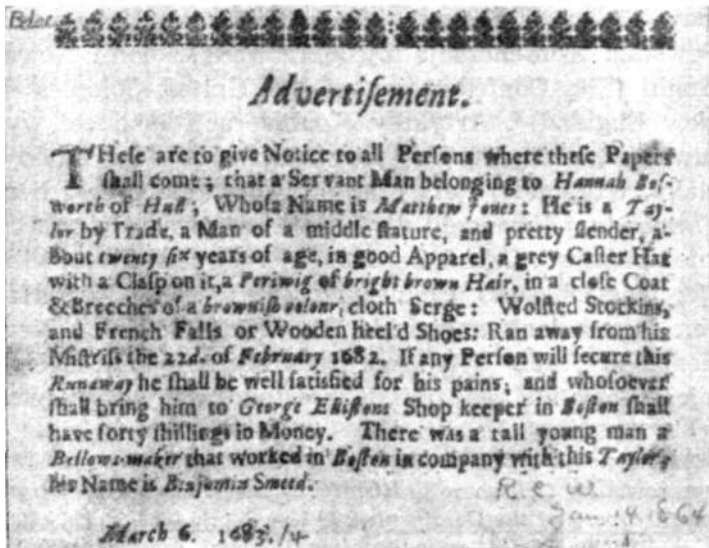 Advertiſement.
THeſe are to give Notice to all Perſons where theſe Papers
ſhall come; that a Servant Man belonging to Hannah Boſ-
worth of Hull, Whoſe Name is Matthew Jones: He is a Tay-
lor by Trade, a Man of a middle ſtature, and pretty ſlender, a-
bout twenty ſix years of age, in good Apparel, a grey Caſter Hat
with a Claſp on it, a Periwig of bright brown Hair, in a cloſe Coat
& Breeches of a browniſh colour, cloth Serge: Wolſted Stockins,
and French Falls or Wooden heel'd Shoes: Ran away from his
Miſtriſs the 22d. of February 1682. If any Perſon will ſecure this
Runaway he ſhall be well ſatisfied for his pains; and whoſoever
ſhall bring him to George Elliſtons Shop keeper in Boſton ſhall
have forty ſhillings in Money. There was a tall young man a
Bellows-maker that worked in Boſton in company with this Taylor,
his Name is Binjamin Smeed.
R. C. W
Jan. 14. 1864
March 6. 1683./4